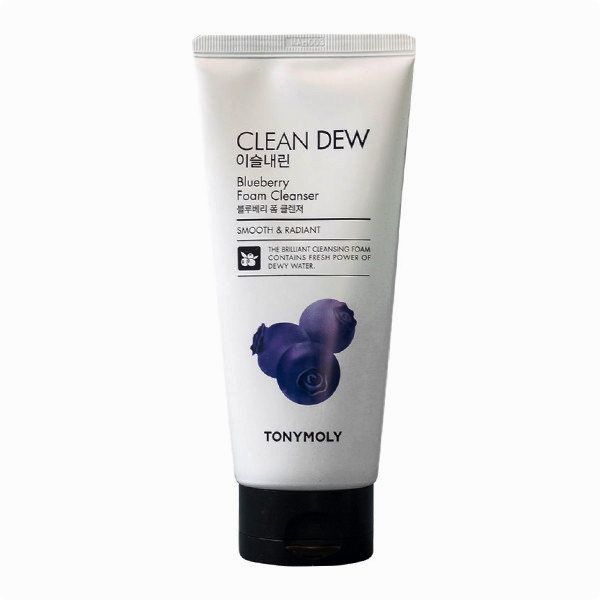 CLEAN DEW
이슬내린
Blueberry
Foam Cleanser
블루베리 폼 클렌저
SMOOTH & RADIANT
THE BRILLIANT CLEANSING FOAM
CONTAINS FRESH POWER OF
DEWY WATER.
TONYMOLY